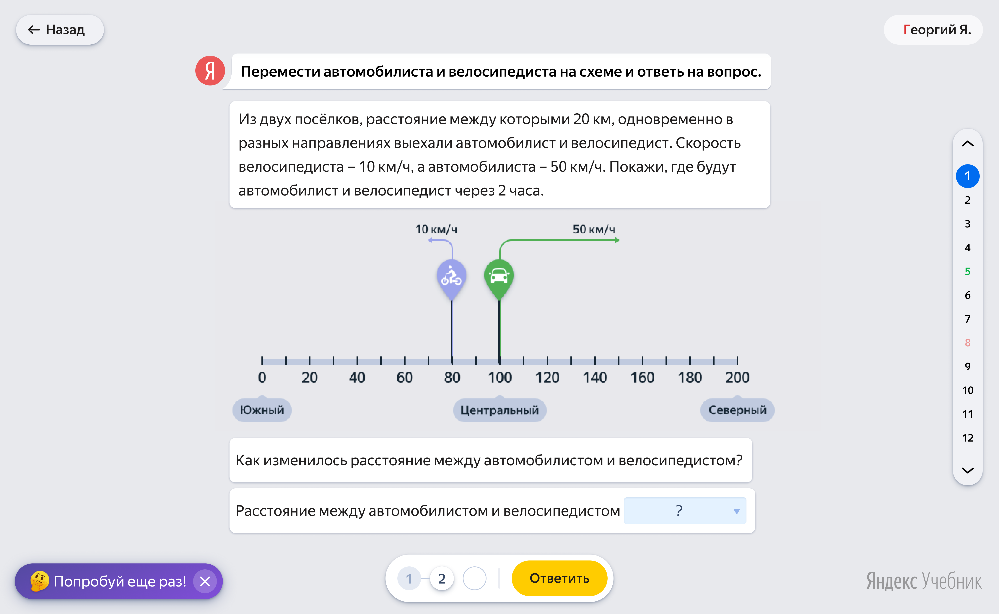 ← Назад
Георгий Я.
Я
Перемести автомобилиста и велосипедиста на схеме и ответь на вопрос.
Из двух посёлков, расстояние между которыми 20 км, одновременно в
разных направлениях выехали автомобилист и велосипедист. Скорость
велосипедиста – 10 км/ч, а автомобилиста – 50 км/ч. Покажи, где будут
автомобилист и велосипедист через 2 часа.
10 км/ч 50 км/ч
0 20 40 60 80 100 120 140 160 180 200
Южный Центральный Северный
Как изменилось расстояние между автомобилистом и велосипедистом?
Расстояние между автомобилистом и велосипедистом ?
1
2
3
4
5
6
7
8
9
10
11
12
🤔 Попробуй еще раз!
1 2
Ответить
Яндекс Учебник